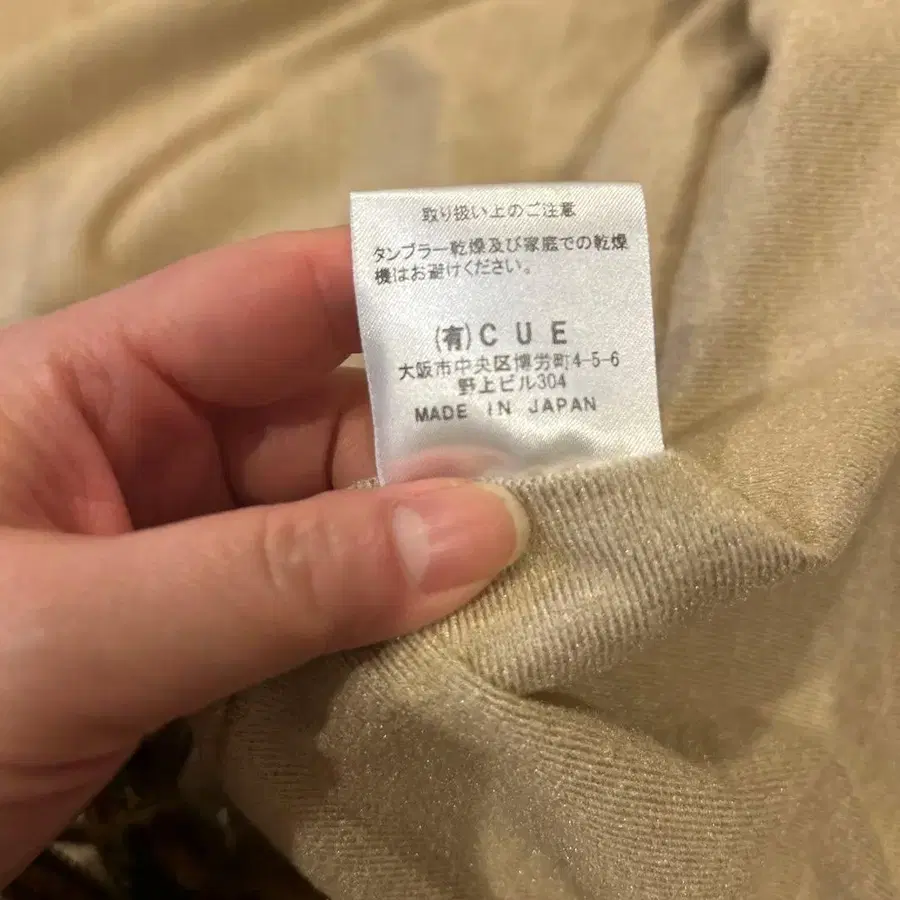 取り扱い上のご注意
タンブラー乾燥及び家庭での乾燥
機はお避けください。
(有)CUE
大阪市中央区博労町4-5-6
野上ビル304
MADE IN JAPAN